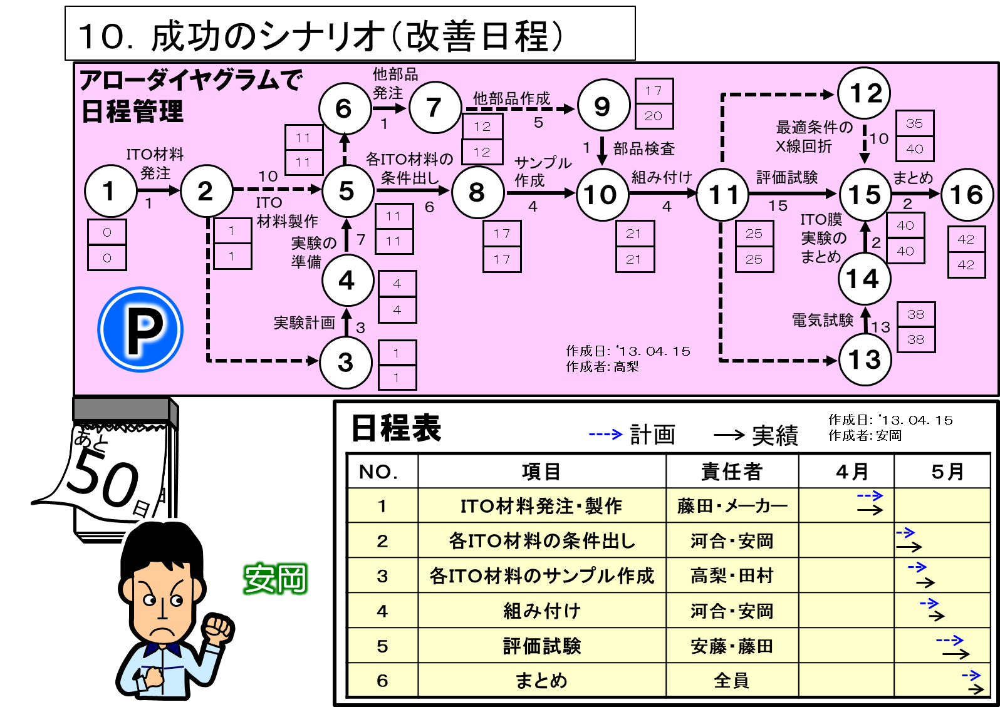 １０．成功のシナリオ（改善日程）
アローダイヤグラムで
日程管理
1
ITO材料
発注
1
0
0
2
1
1
10
ITO
材料製作
3
1
1
実験計画
3
4
4
4
実験の
準備
7
5
11
11
6
11
11
他部品
発注
1
7
12
12
他部品作成
5
各ITO材料の
条件出し
6
8
17
17
サンプル
作成
4
9
17
20
1
部品検査
10
21
21
組み付け
4
11
25
25
評価試験
15
12
35
40
最適条件の
X線回折
10
13
38
38
電気試験
13
14
ITO膜
実験の
まとめ
2
15
40
40
まとめ
2
16
42
42
P
作成日：‘１３．０４．１５
作成者：高梨
あと
50
日
安岡
日程表
計画
実績
作成日：‘１３．０４．１５
作成者：安岡
NO. 項目 責任者 ４月 ５月
1 ITO材料発注・製作 藤田・メーカー
2 各ITO材料の条件出し 河合・安岡
3 各ITO材料のサンプル作成 高梨・田村
4 組み付け 河合・安岡
5 評価試験 安藤・藤田
6 まとめ 全員